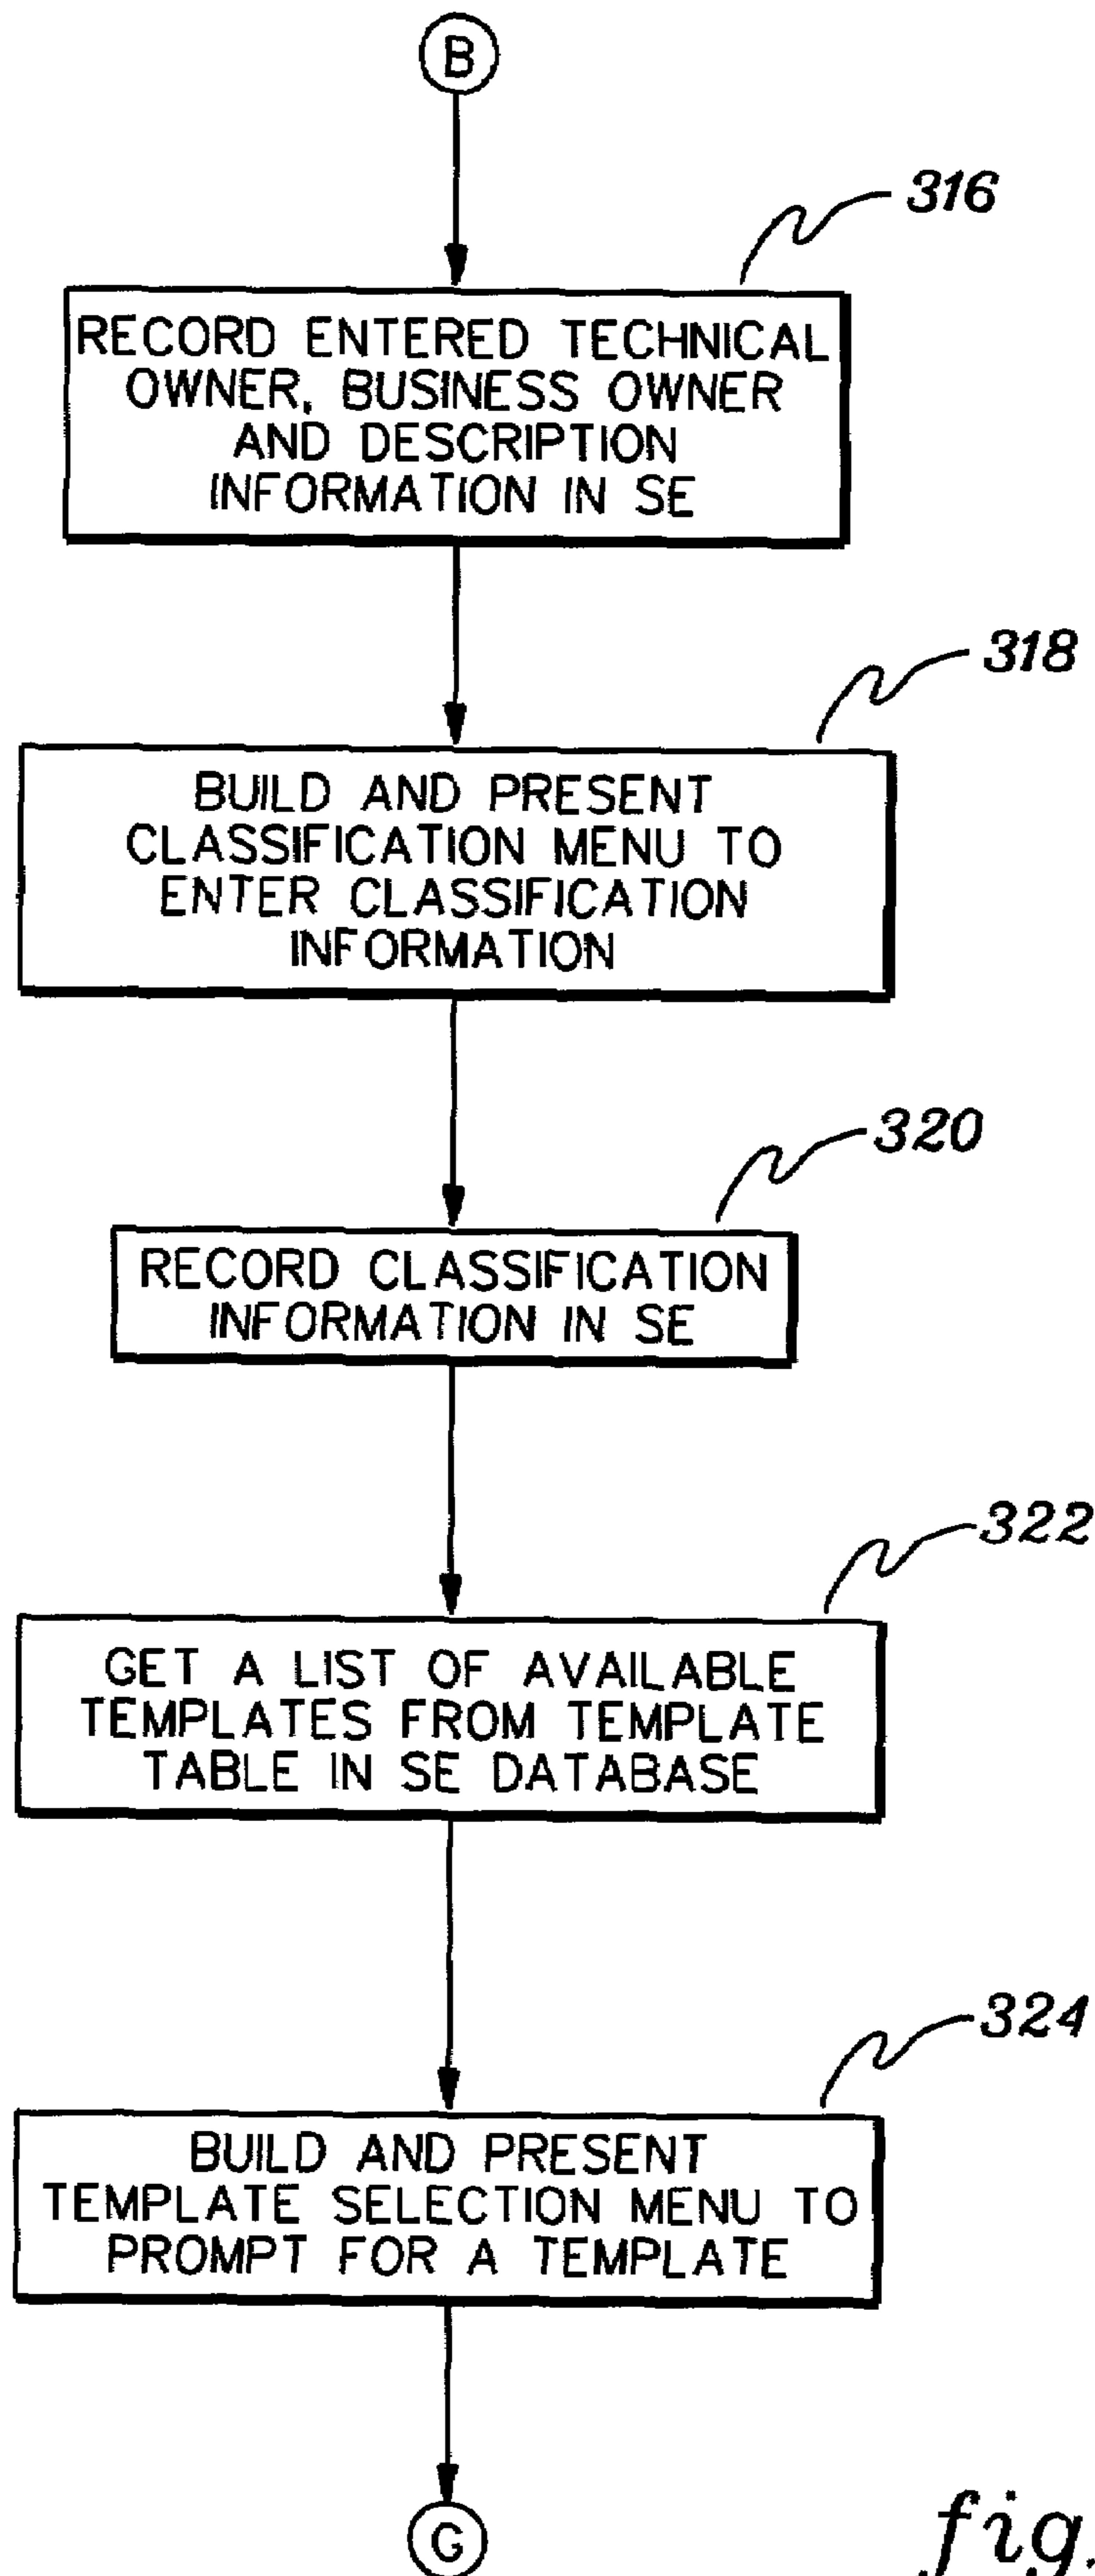 B
316
RECORD ENTERED TECHNICAL
OWNER, BUSINESS OWNER
AND DESCRIPTION
INFORMATION IN SE
318
BUILD AND PRESENT
CLASSIFICATION MENU TO
ENTER CLASSIFICATION
INFORMATION
320
RECORD CLASSIFICATION
INFORMATION IN SE
322
GET A LIST OF AVAILABLE
TEMPLATES FROM TEMPLATE
TABLE IN SE DATABASE
324
BUILD AND PRESENT
TEMPLATE SELECTION MENU TO
PROMPT FOR A TEMPLATE
G
fig.